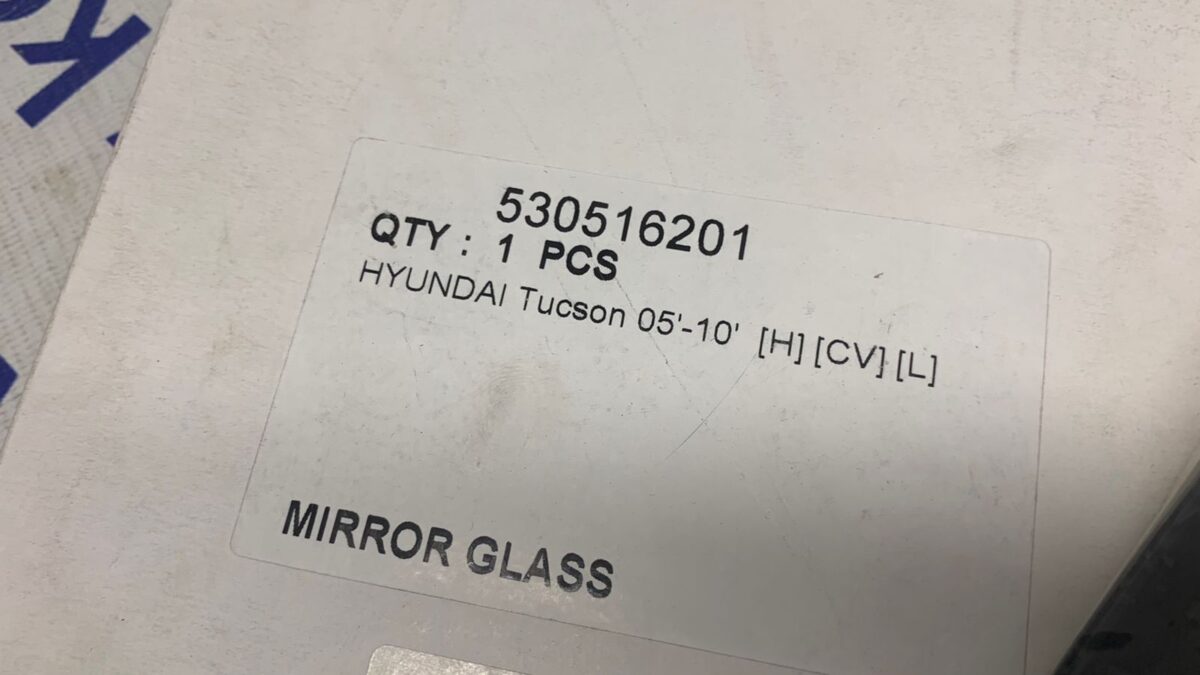 530516201
QTY : 1 PCS
HYUNDAI Tucson 05'-10' [H] [CV] [L]
MIRROR GLASS